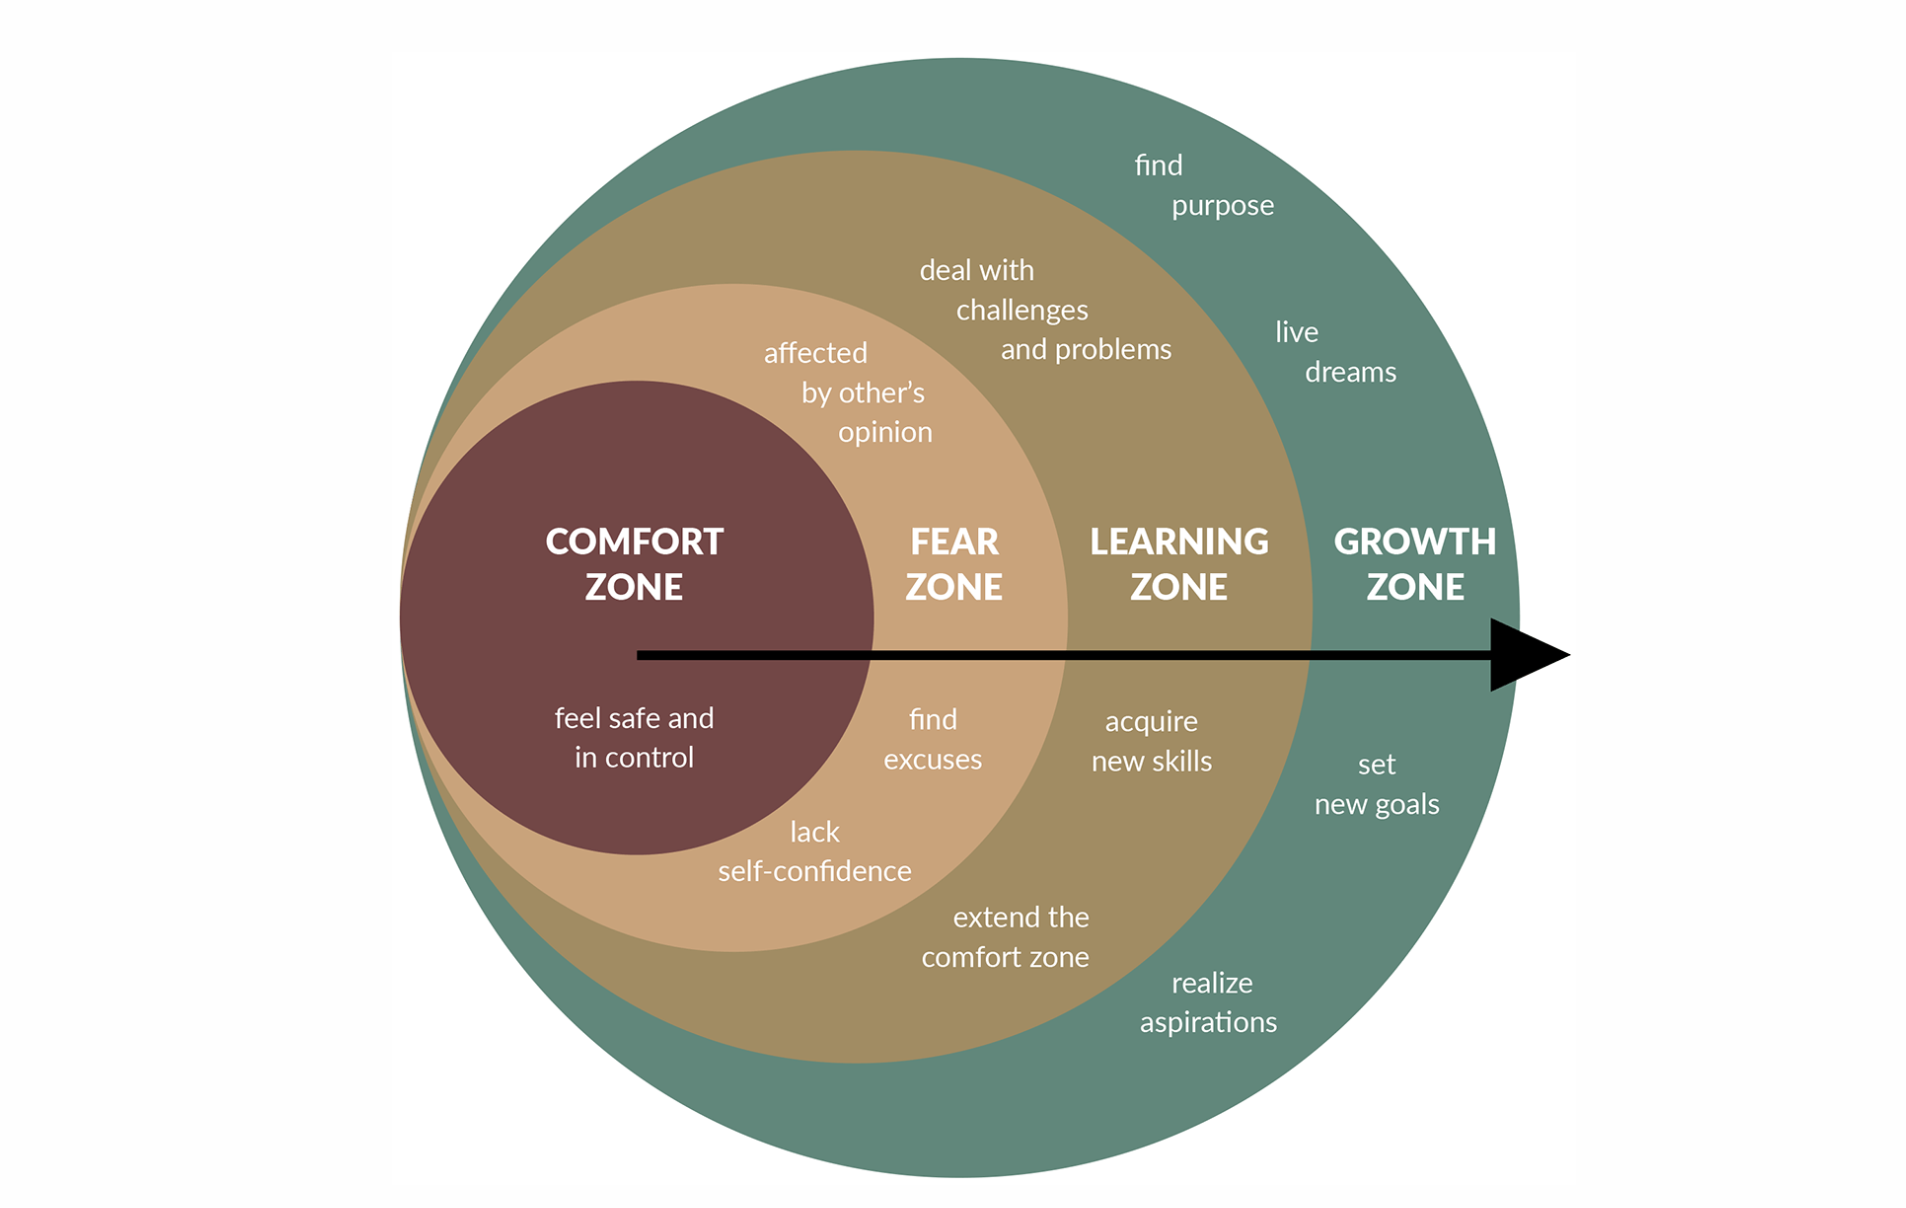 find
purpose
deal with
challenges
and problems
live
dreams
affected
by other’s
opinion
COMFORT
ZONE
FEAR
ZONE
LEARNING
ZONE
GROWTH
ZONE
feel safe and
in control
find
excuses
acquire
new skills
set
new goals
lack
self-confidence
extend the
comfort zone
realize
aspirations